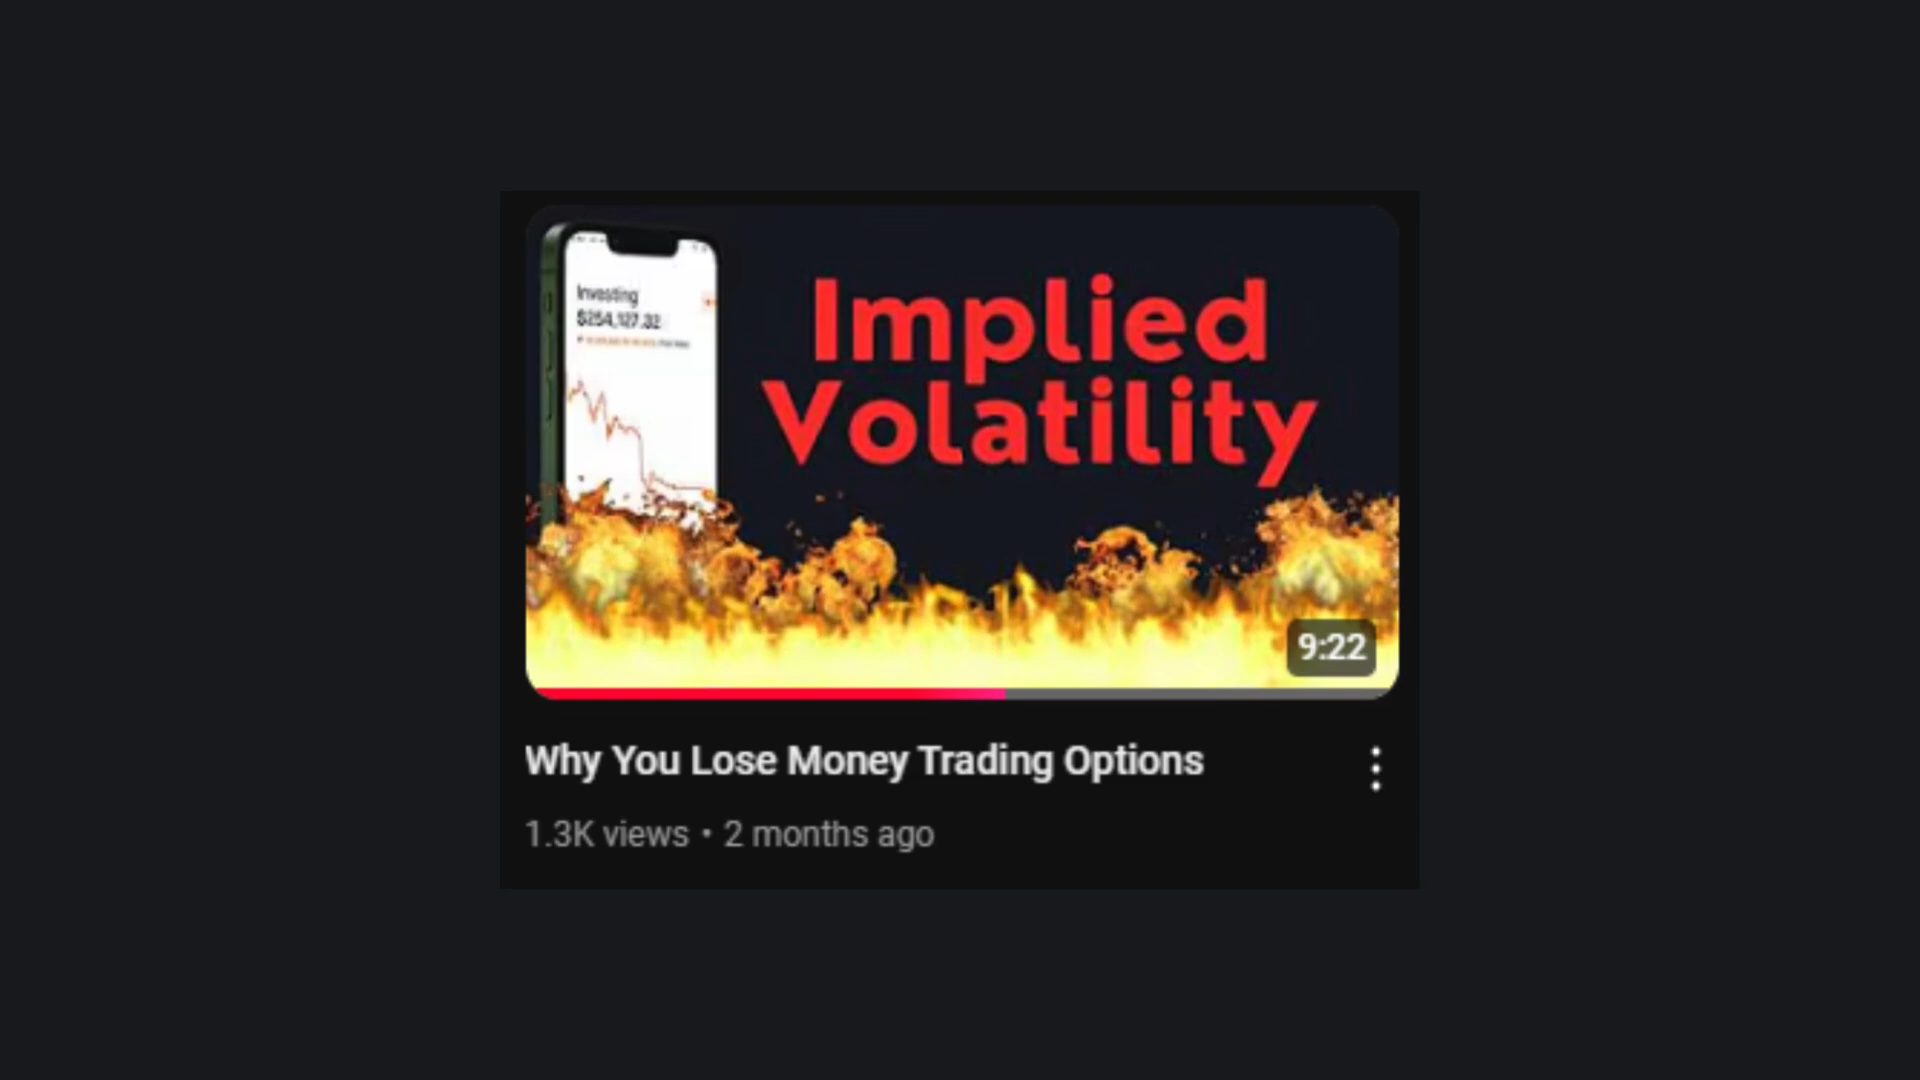 Investing
$254,127.32
Implied
Volatility
9:22
Why You Lose Money Trading Options
1.3K views • 2 months ago